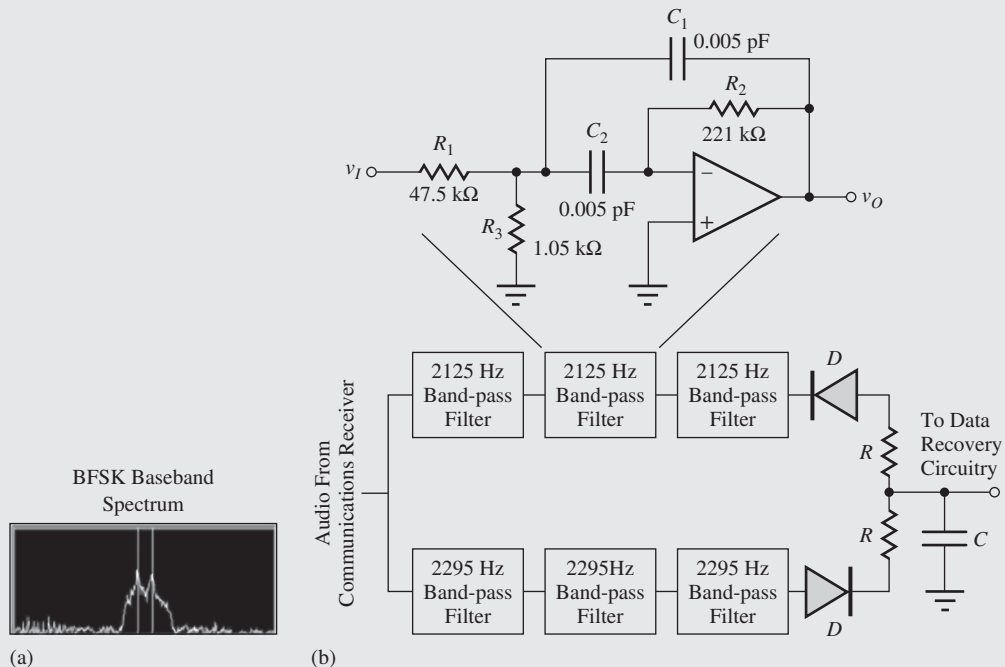 C1
0.005 pF
R2
221 kΩ
C2
R1
vI
47.5 kΩ
0.005 pF
−
+
vO
R3
1.05 kΩ
2125 Hz
Band-pass
Filter
2125 Hz
Band-pass
Filter
2125 Hz
Band-pass
Filter
D
R
To Data
Recovery
Circuitry
Audio From
Communications Receiver
R
C
2295 Hz
Band-pass
Filter
2295Hz
Band-pass
Filter
2295 Hz
Band-pass
Filter
D
BFSK Baseband
Spectrum
(a)
(b)